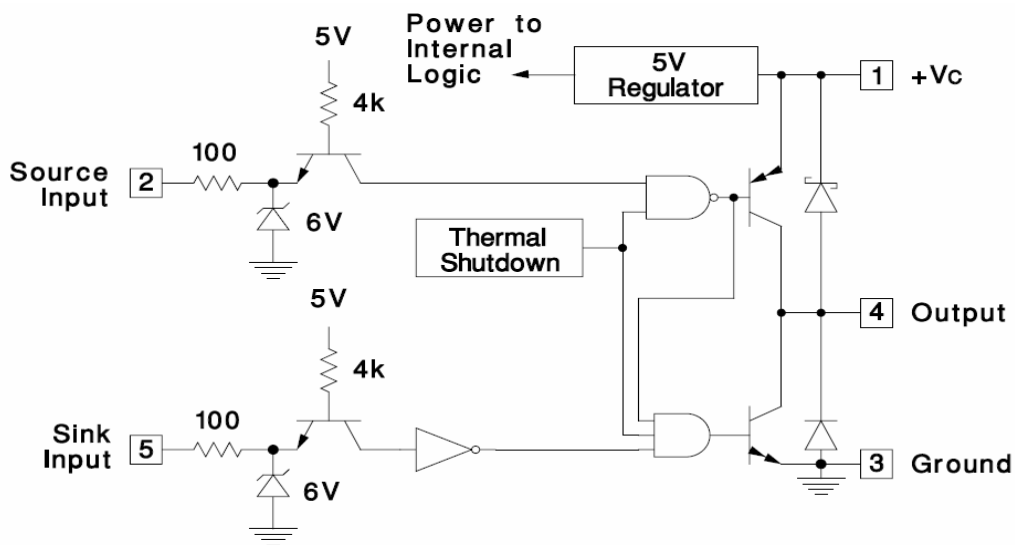 Power to
Internal
Logic
5V
Regulator
1 +Vc
5V
4k
100
Source
Input
2
6V
Thermal
Shutdown
5V
4 Output
4k
100
Sink
Input
5
6V
3 Ground